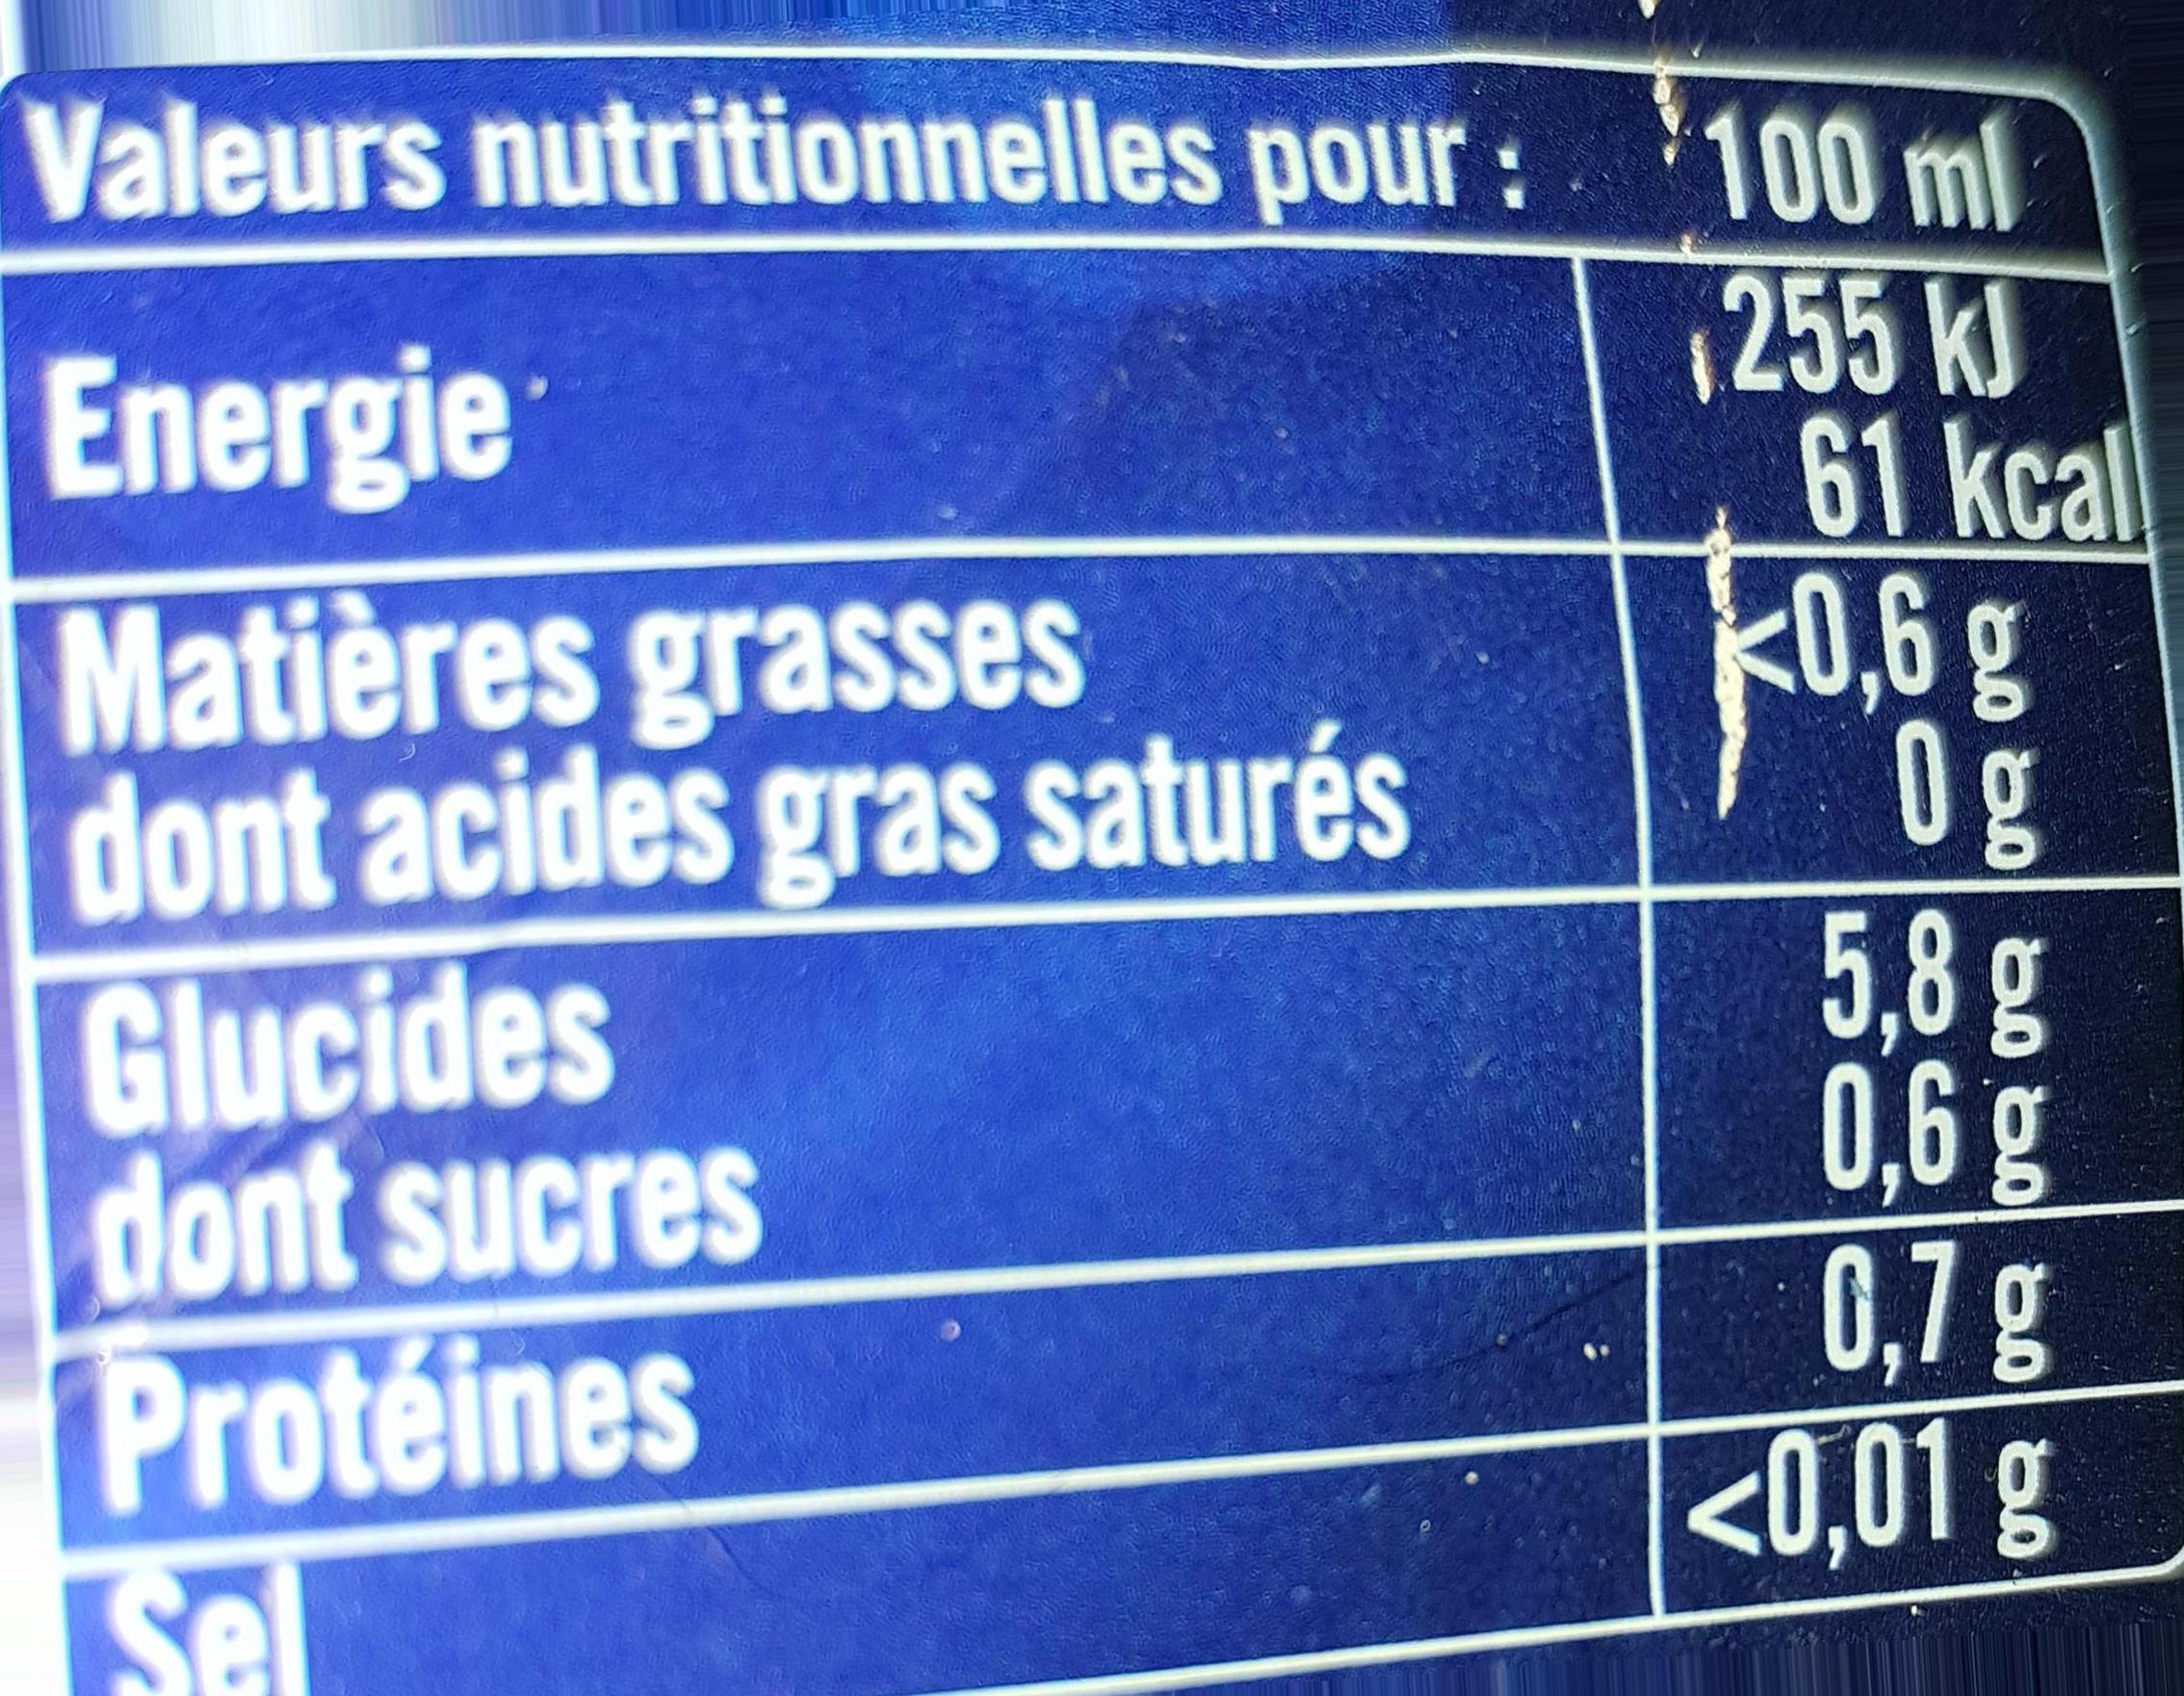 Valeurs nutritionnelles pour : 100 ml
Energie 255 kJ
61 kcal
Matières grasses <0,6 g
dont acides gras saturés 0 g
Glucides 5,8 g
dont sucres 0,6 g
Protéines 0,7 g
Sel <0,01 g